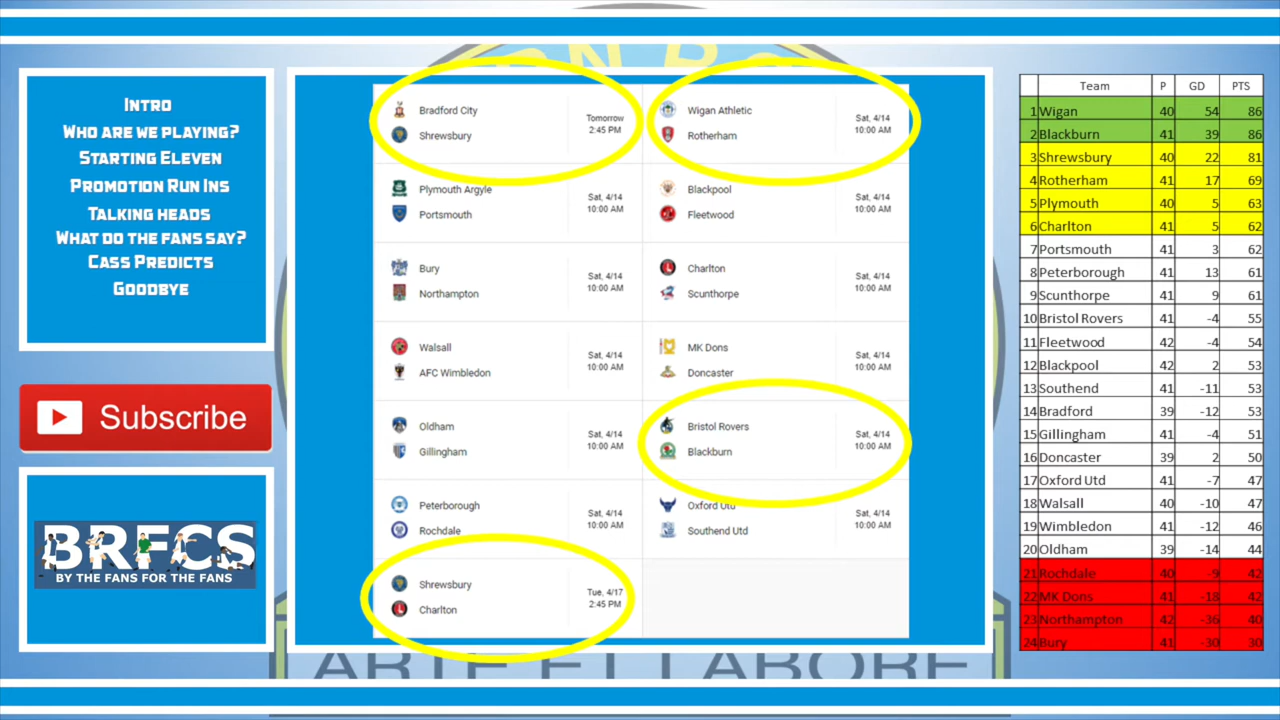 INTRO
WHO ARE WE PLAYING?
STARTING ELEVEN
PROMOTION RUN INS
TALKING HEADS
WHAT DO THE FANS SAY?
CASS PREDICTS
GOODBYE
Subscribe
BRFCS
BY THE FANS FOR THE FANS
Bradford City
Shrewsbury
Tomorrow
2:45 PM
Wigan Athletic
Rotherham
Sat, 4/14
10:00 AM
Plymouth Argyle
Portsmouth
Sat, 4/14
10:00 AM
Blackpool
Fleetwood
Sat, 4/14
10:00 AM
Bury
Northampton
Sat, 4/14
10:00 AM
Charlton
Scunthorpe
Sat, 4/14
10:00 AM
Walsall
AFC Wimbledon
Sat, 4/14
10:00 AM
MK Dons
Doncaster
Sat, 4/14
10:00 AM
Oldham
Gillingham
Sat, 4/14
10:00 AM
Bristol Rovers
Blackburn
Sat, 4/14
10:00 AM
Peterborough
Rochdale
Sat, 4/14
10:00 AM
Oxford Utd
Southend Utd
Sat, 4/14
10:00 AM
Shrewsbury
Charlton
Tue, 4/17
2:45 PM
Team P GD PTS
1 Wigan 40 54 86
2 Blackburn 41 39 86
3 Shrewsbury 40 22 81
4 Rotherham 41 17 69
5 Plymouth 40 5 63
6 Charlton 41 5 62
7 Portsmouth 41 3 62
8 Peterborough 41 13 61
9 Scunthorpe 41 9 61
10 Bristol Rovers 41 -4 55
11 Fleetwood 42 -4 54
12 Blackpool 42 2 53
13 Southend 41 -11 53
14 Bradford 39 -12 53
15 Gillingham 41 -4 51
16 Doncaster 39 2 50
17 Oxford Utd 41 -7 47
18 Walsall 40 -10 47
19 Wimbledon 41 -12 46
20 Oldham 39 -14 44
21 Rochdale 40 -9 42
22 MK Dons 41 -18 42
23 Northampton 42 -36 40
24 Bury 41 -30 30
ARTE ET LABORE